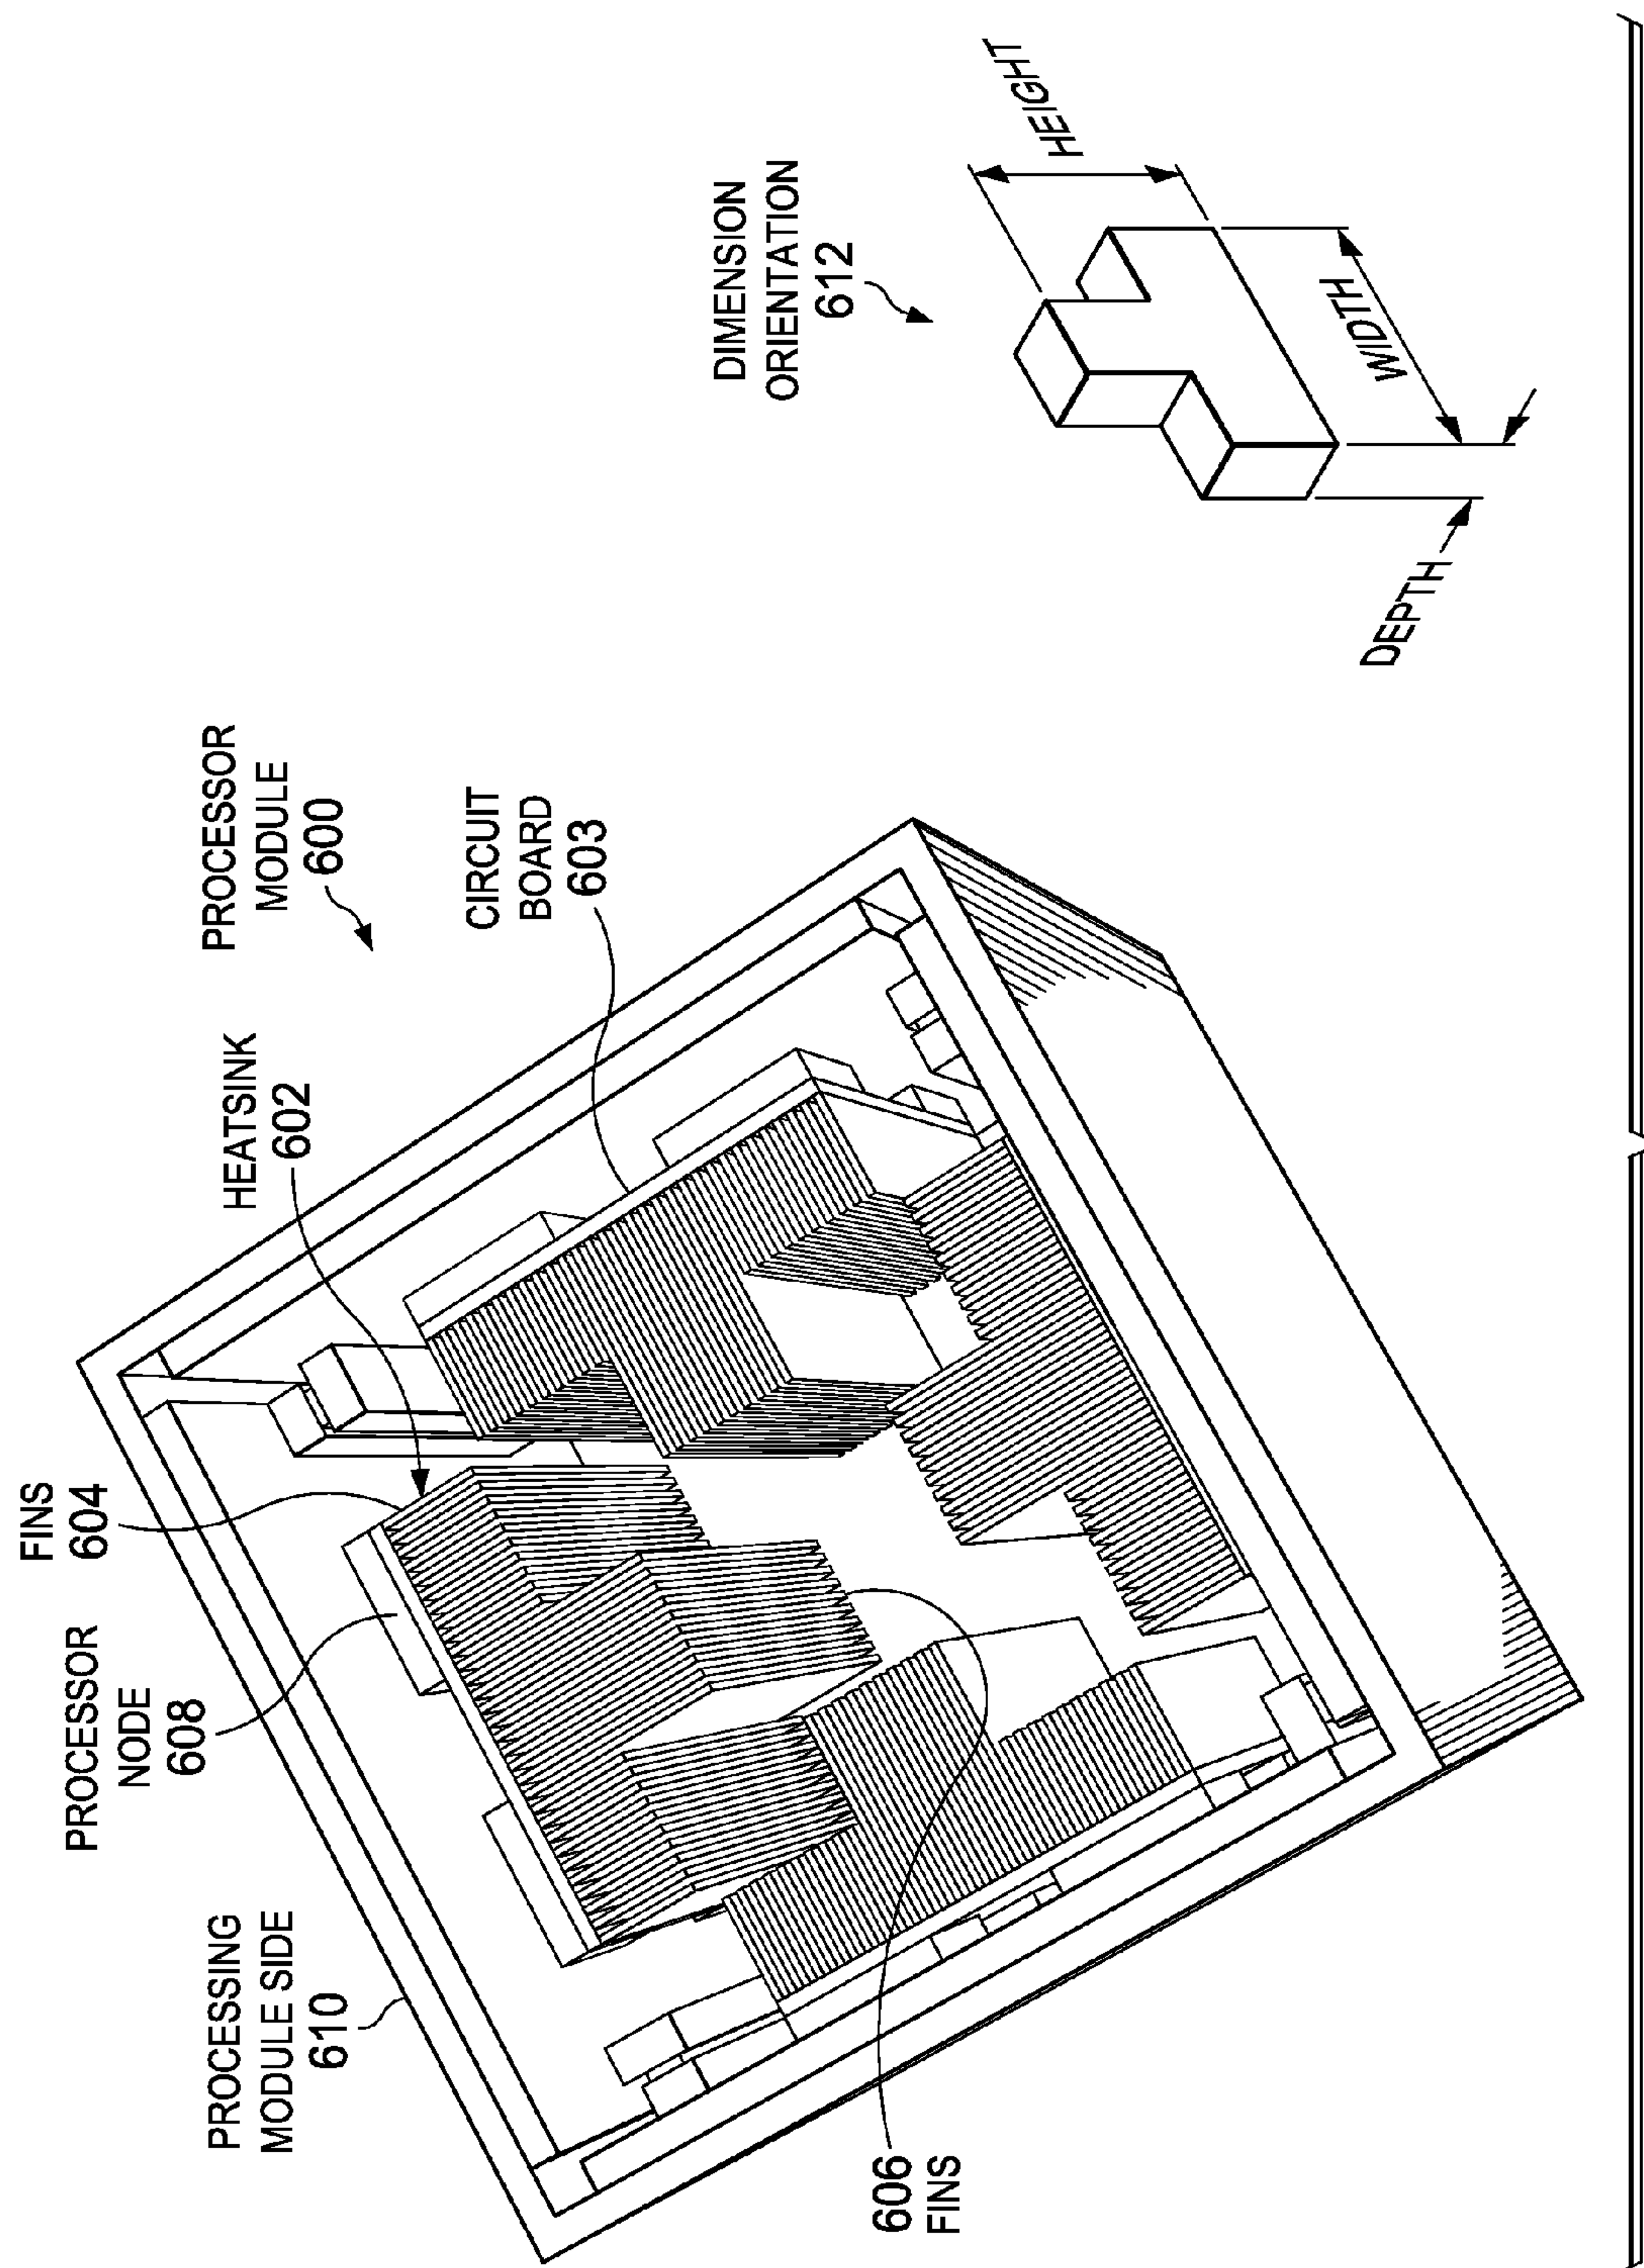 PROCESSOR
MODULE
600
HEATSINK
602
CIRCUIT
BOARD
603
FINS
604
PROCESSOR
NODE
608
PROCESSING
MODULE SIDE
610
606
FINS
DIMENSION
ORIENTATION
612
HEIGHT
WIDTH
DEPTH